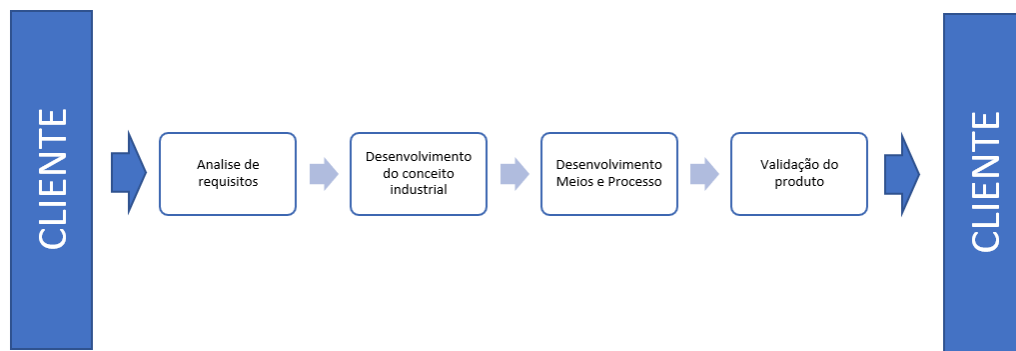 CLIENTE
Analise de
requisitos
Desenvolvimento
do conceito
industrial
Desenvolvimento
Meios e Processo
Validação do
produto
CLIENTE